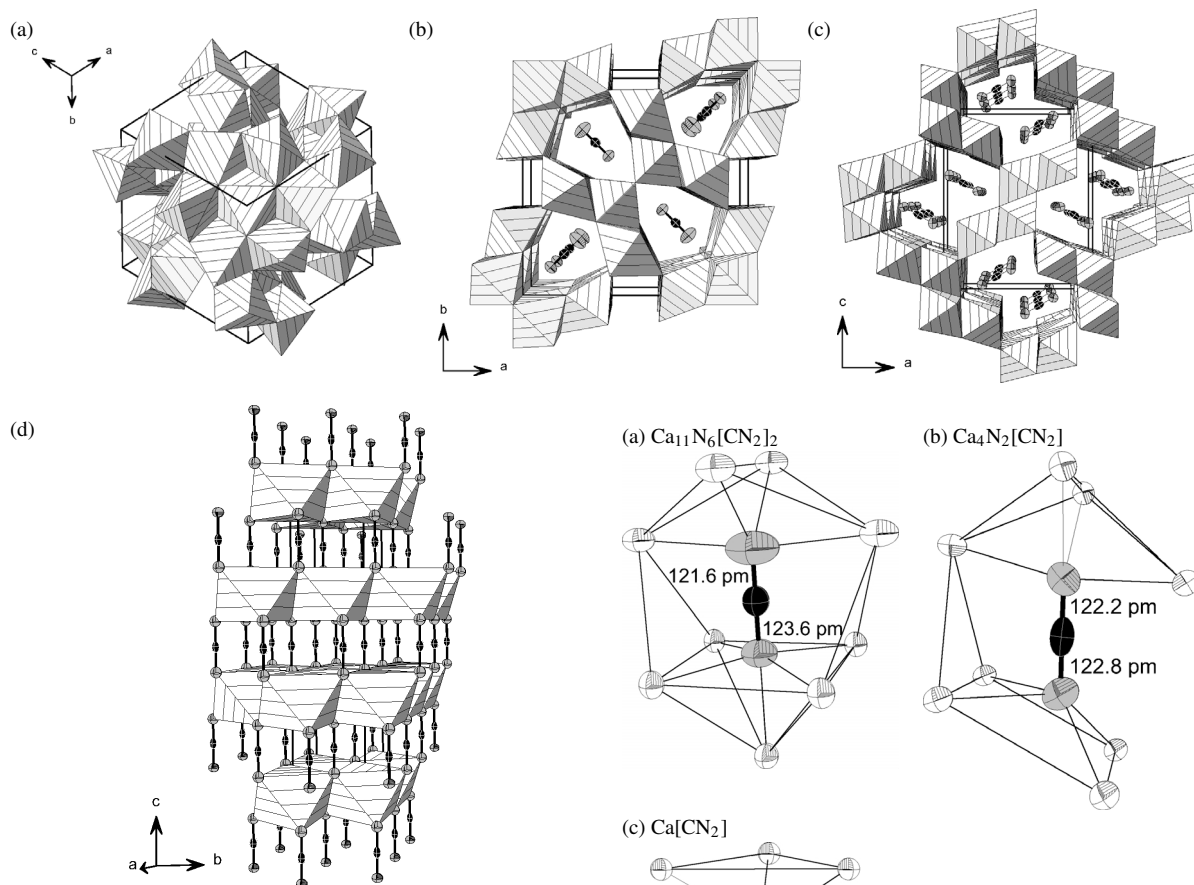 (a)
c
a
b
(b)
b
a
(c)
c
a
(d)
c
a
b
(a) Ca₁₁N₆[CN₂]₂
121.6 pm
123.6 pm
(b) Ca₄N₂[CN₂]
122.2 pm
122.8 pm
(c) Ca[CN₂]